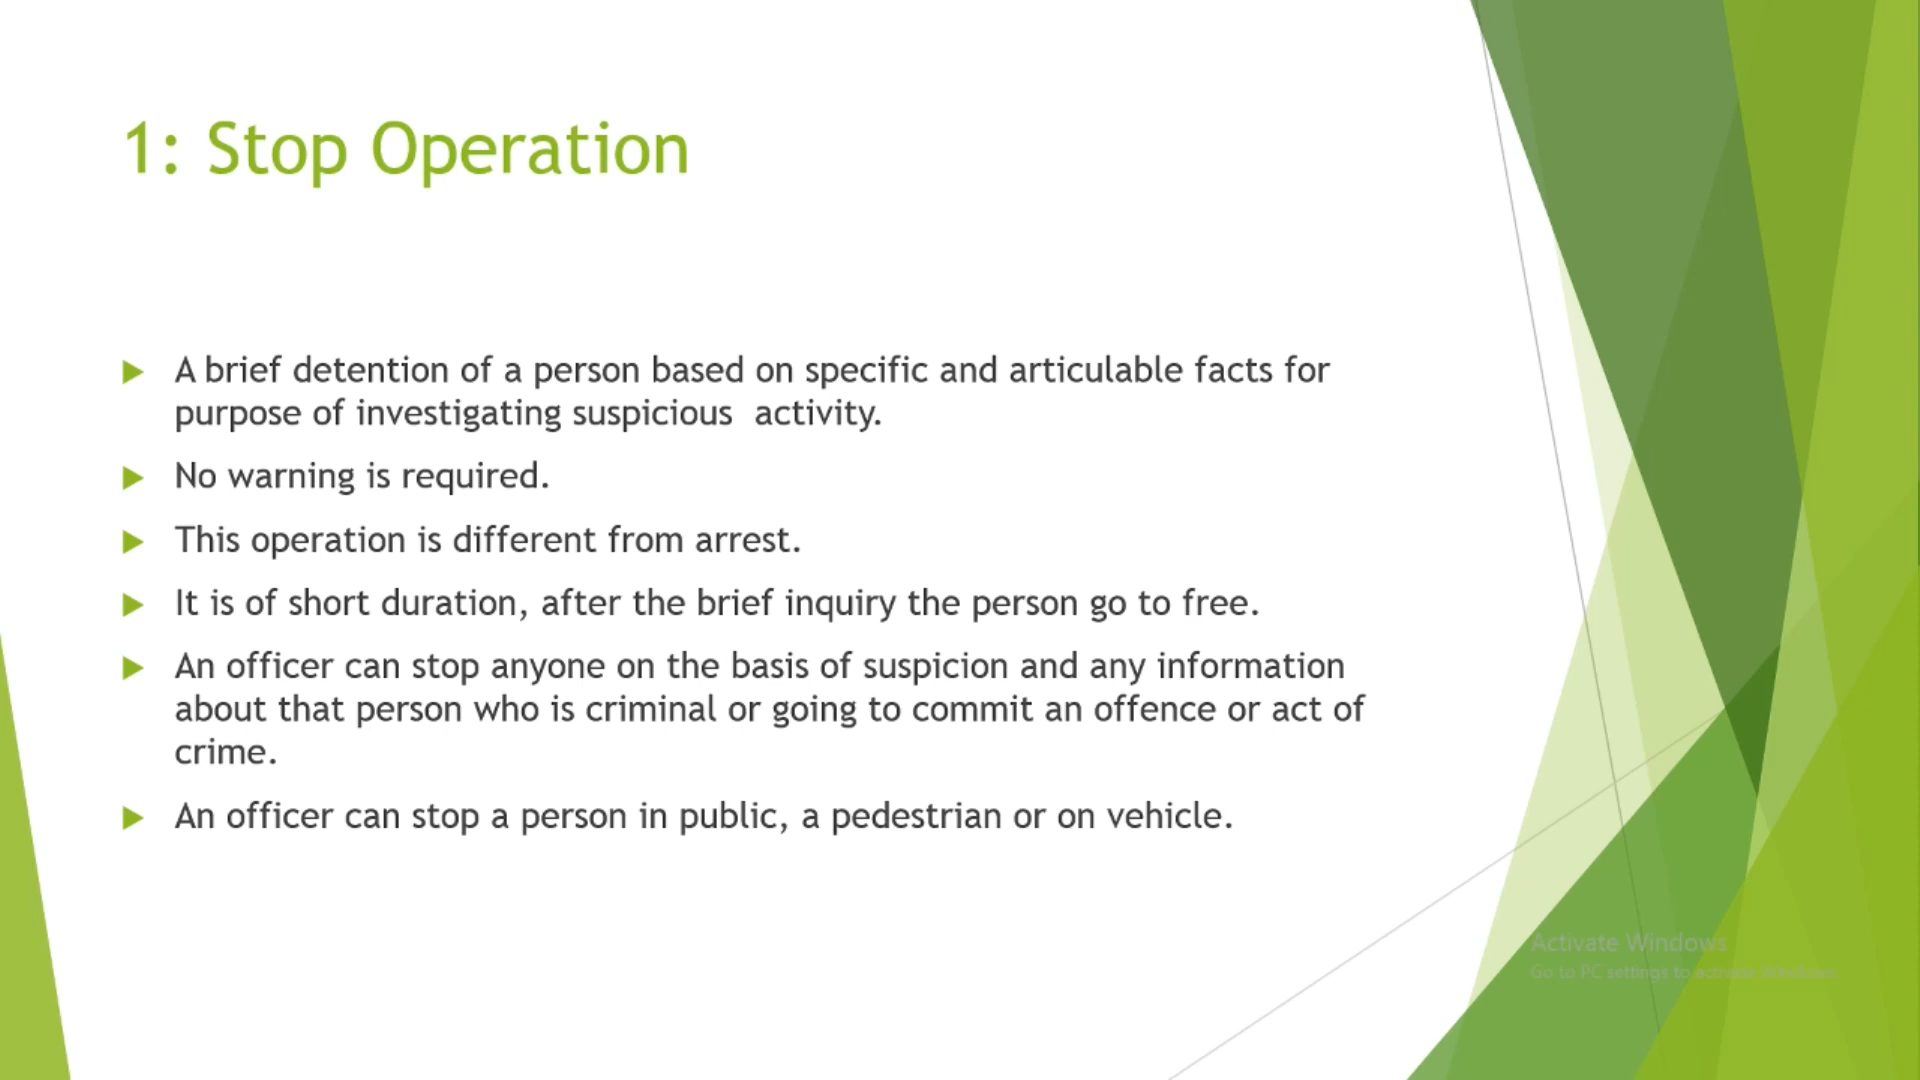 1: Stop Operation
A brief detention of a person based on specific and articulable facts for
purpose of investigating suspicious  activity.
No warning is required.
This operation is different from arrest.
It is of short duration, after the brief inquiry the person go to free.
An officer can stop anyone on the basis of suspicion and any information
about that person who is criminal or going to commit an offence or act of
crime.
An officer can stop a person in public, a pedestrian or on vehicle.
Activate Windows
Go to PC settings to activate Windows.